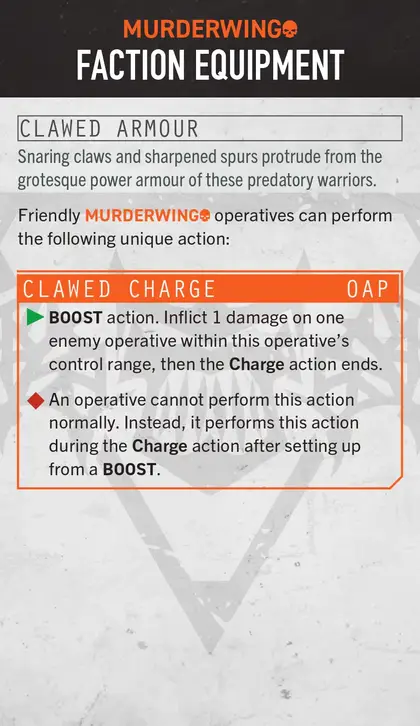 MURDERWING
FACTION EQUIPMENT
CLAWED ARMOUR
Snaring claws and sharpened spurs protrude from the
grotesque power armour of these predatory warriors.
Friendly MURDERWING operatives can perform
the following unique action:
CLAWED CHARGE 0AP
BOOST action. Inflict 1 damage on one
enemy operative within this operative's
control range, then the Charge action ends.
An operative cannot perform this action
normally. Instead, it performs this action
during the Charge action after setting up
from a BOOST.